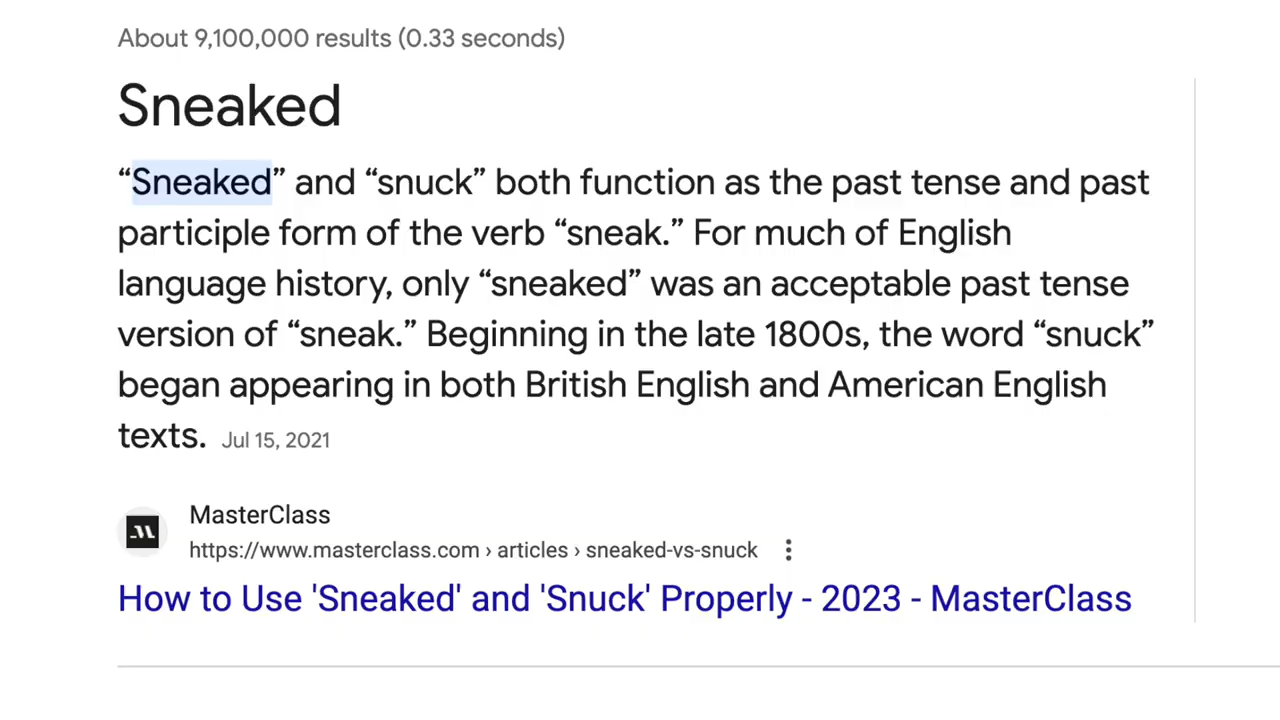 About 9,100,000 results (0.33 seconds)
Sneaked
“Sneaked” and “snuck” both function as the past tense and past
participle form of the verb “sneak.” For much of English
language history, only “sneaked” was an acceptable past tense
version of “sneak.” Beginning in the late 1800s, the word “snuck”
began appearing in both British English and American English
texts. Jul 15, 2021
MasterClass
https://www.masterclass.com › articles › sneaked-vs-snuck
How to Use 'Sneaked' and 'Snuck' Properly - 2023 - MasterClass